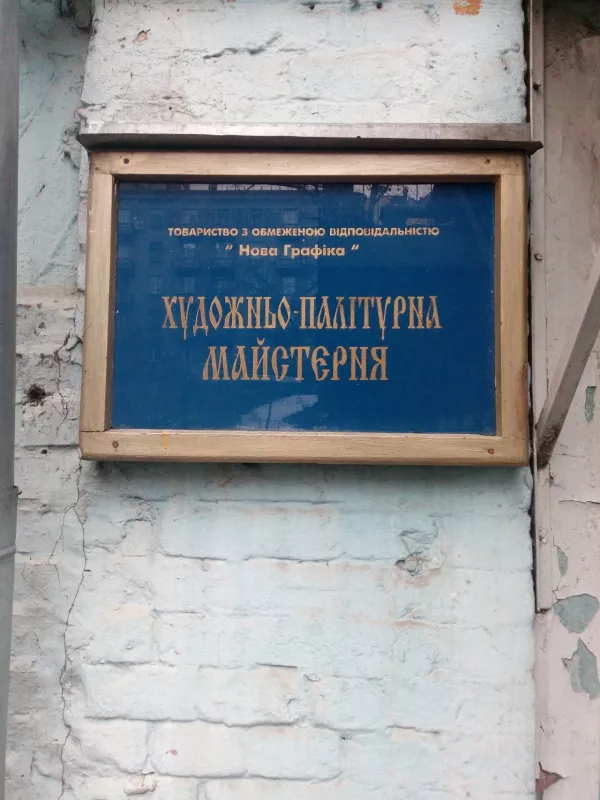 ТОВАРИСТВО З ОБМЕЖЕНОЮ ВІДПОВІДАЛЬНІСТЮ
“ Нова Графіка “
ХУДОЖНЬО-ПАЛІТУРНА
МАЙСТЕРНЯ